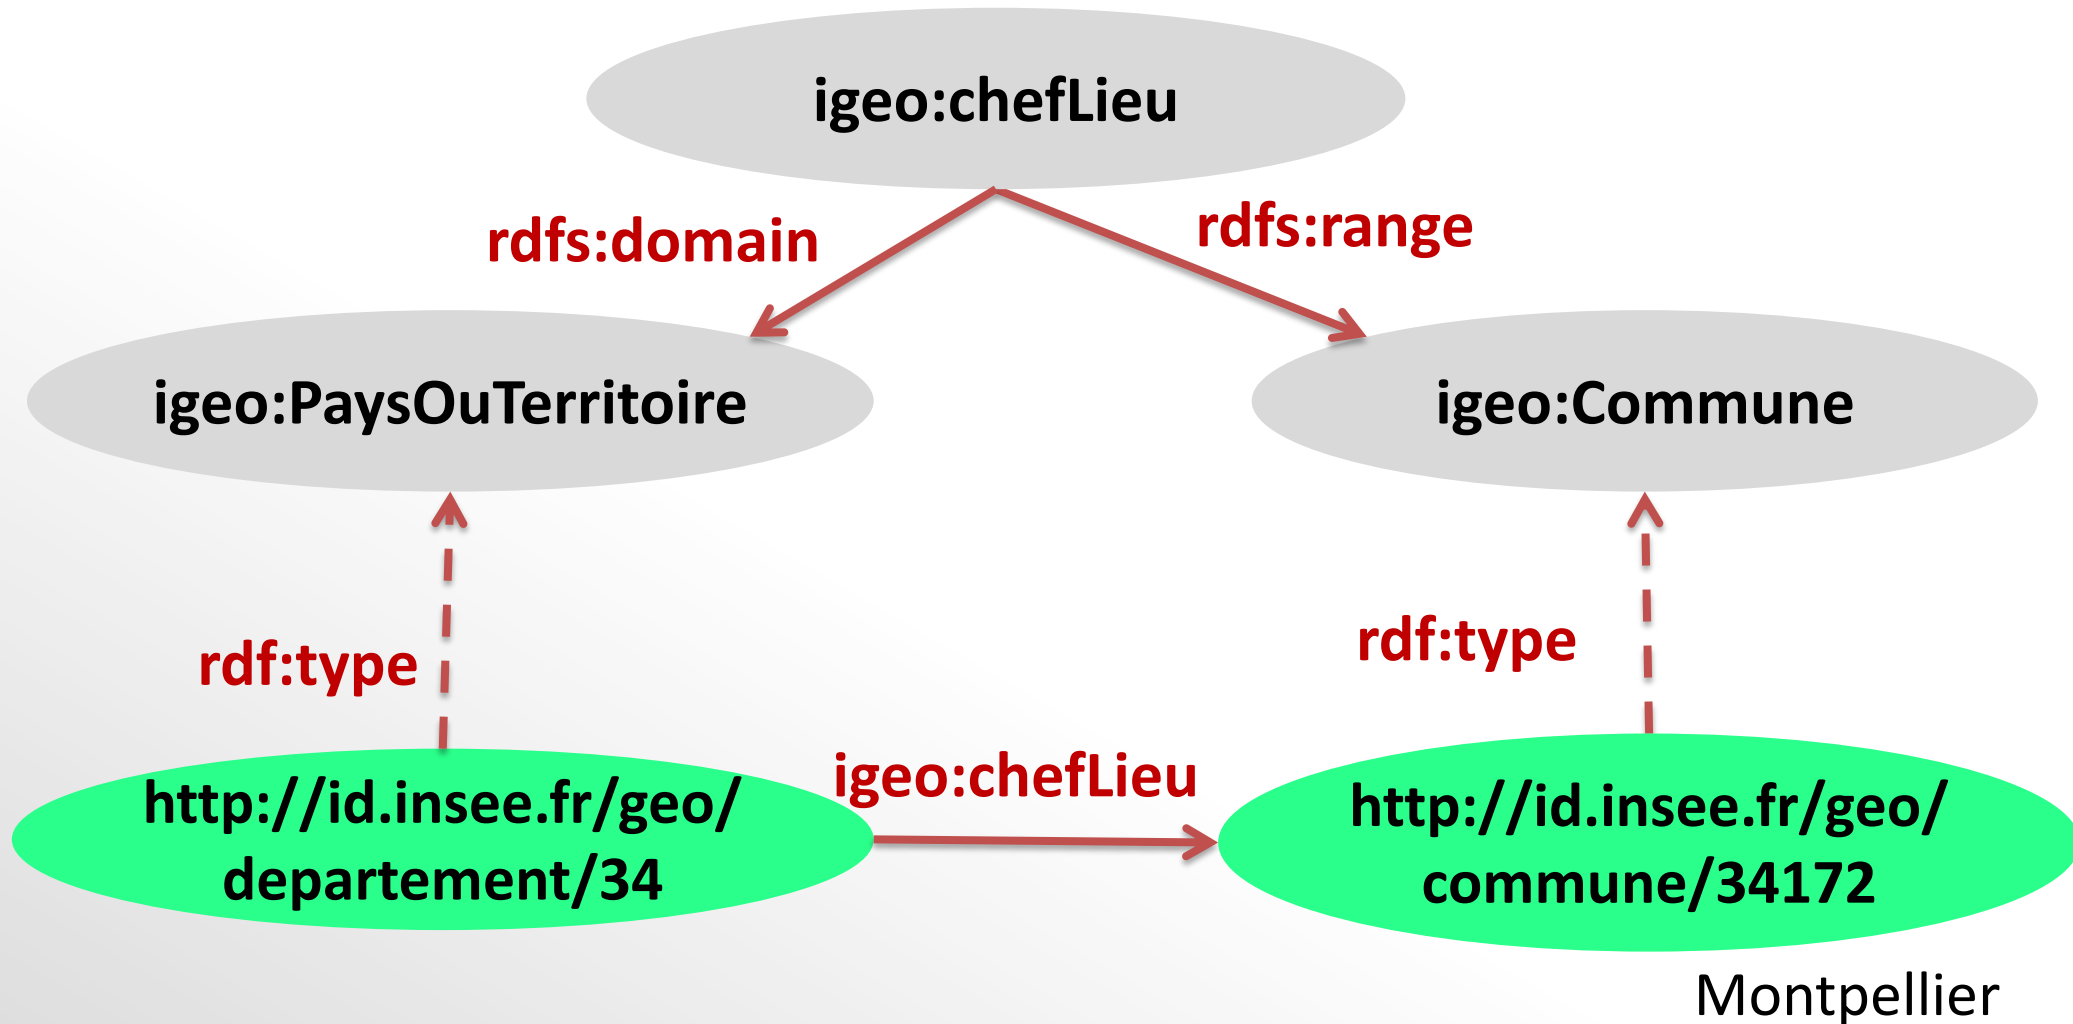 igeo:chefLieu
rdfs:domain
rdfs:range
igeo:PaysOuTerritoire
igeo:Commune
rdf:type
rdf:type
http://id.insee.fr/geo/
departement/34
igeo:chefLieu
http://id.insee.fr/geo/
commune/34172
Montpellier